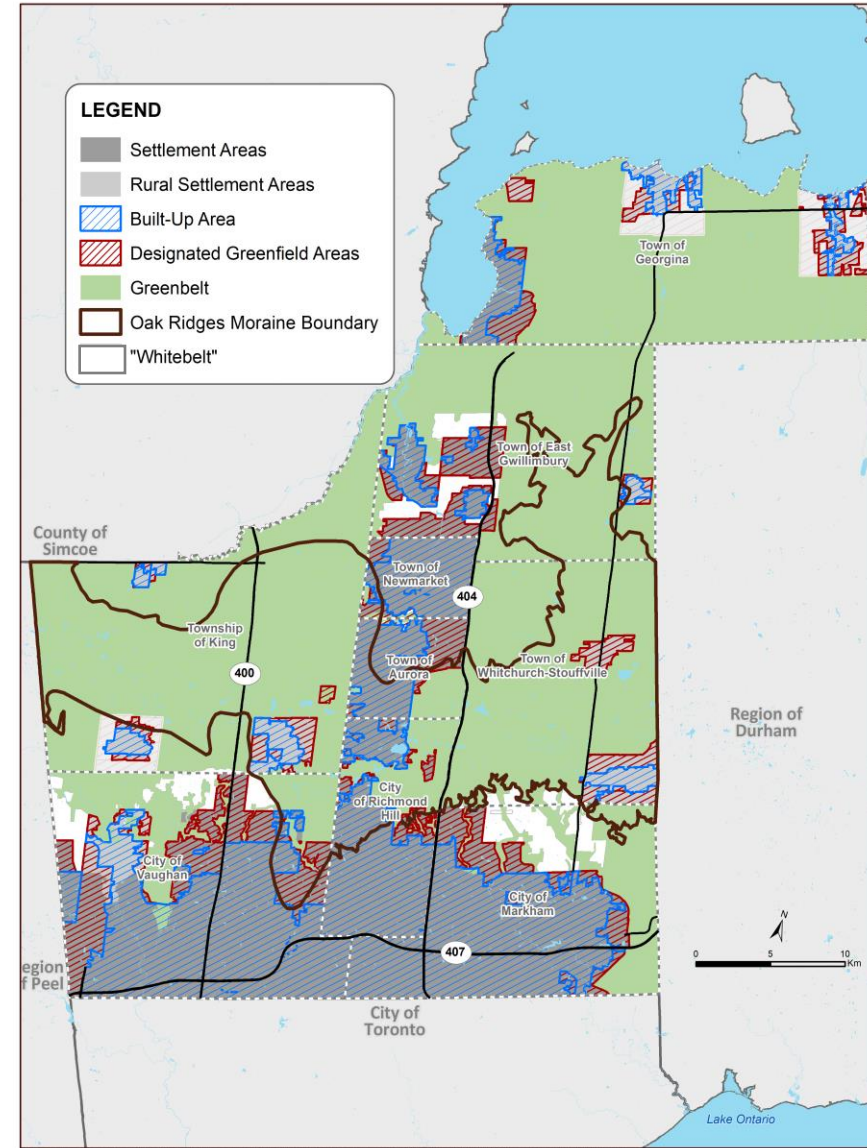 LEGEND
Settlement Areas
Rural Settlement Areas
Built-Up Area
Designated Greenfield Areas
Greenbelt
Oak Ridges Moraine Boundary
"Whitebelt"
Town of
Georgina
Town of East
Gwillimbury
County of
Simcoe
Town of
Newmarket
404
Township
of King
Town of
Aurora
Town of
Whitchurch-Stouffville
400
Region of
Durham
City
of Richmond
Hill
City of
Vaughan
City of
Markham
N
0 5 10
Km
407
egion
f Peel
City of
Toronto
Lake Ontario